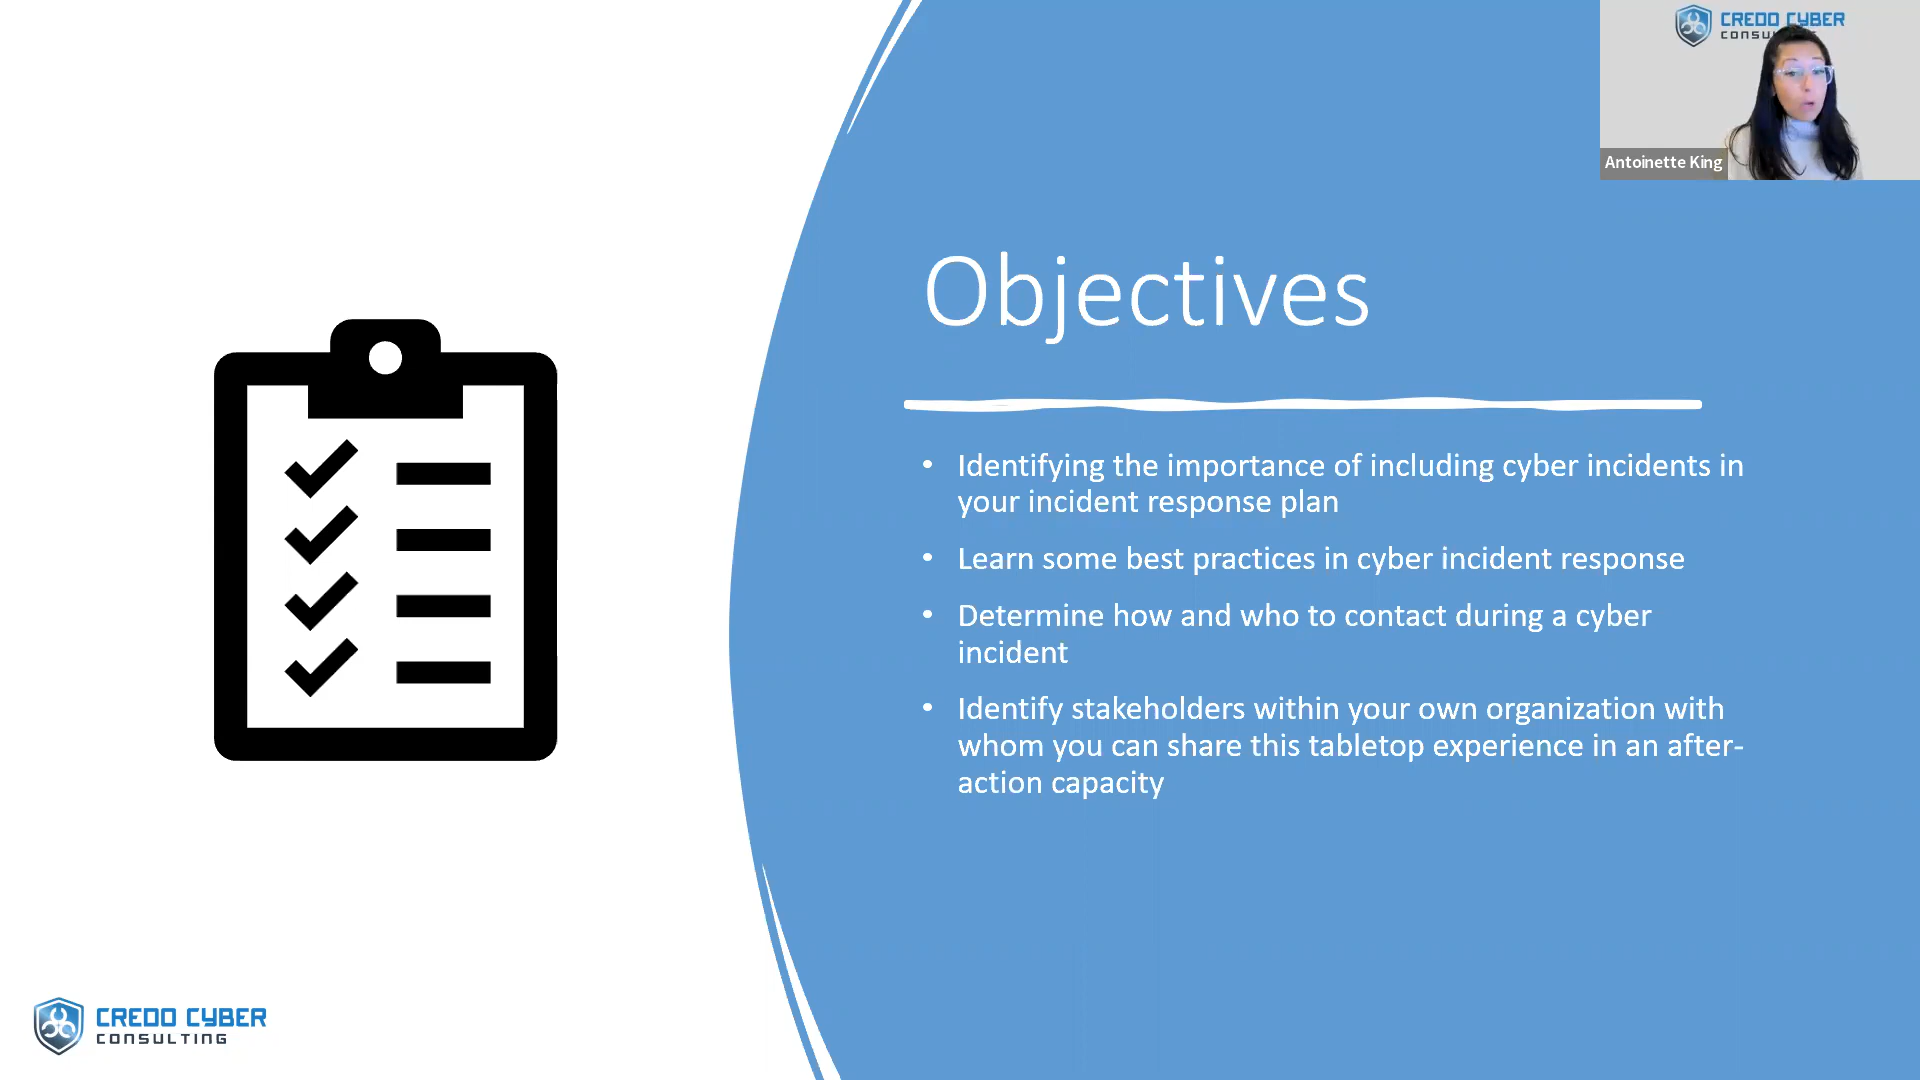 CREDO CYBER
CONSU
Antoinette King
Objectives
• Identifying the importance of including cyber incidents in
your incident response plan
• Learn some best practices in cyber incident response
• Determine how and who to contact during a cyber
incident
• Identify stakeholders within your own organization with
whom you can share this tabletop experience in an after-
action capacity
CREDO CYBER
CONSULTING